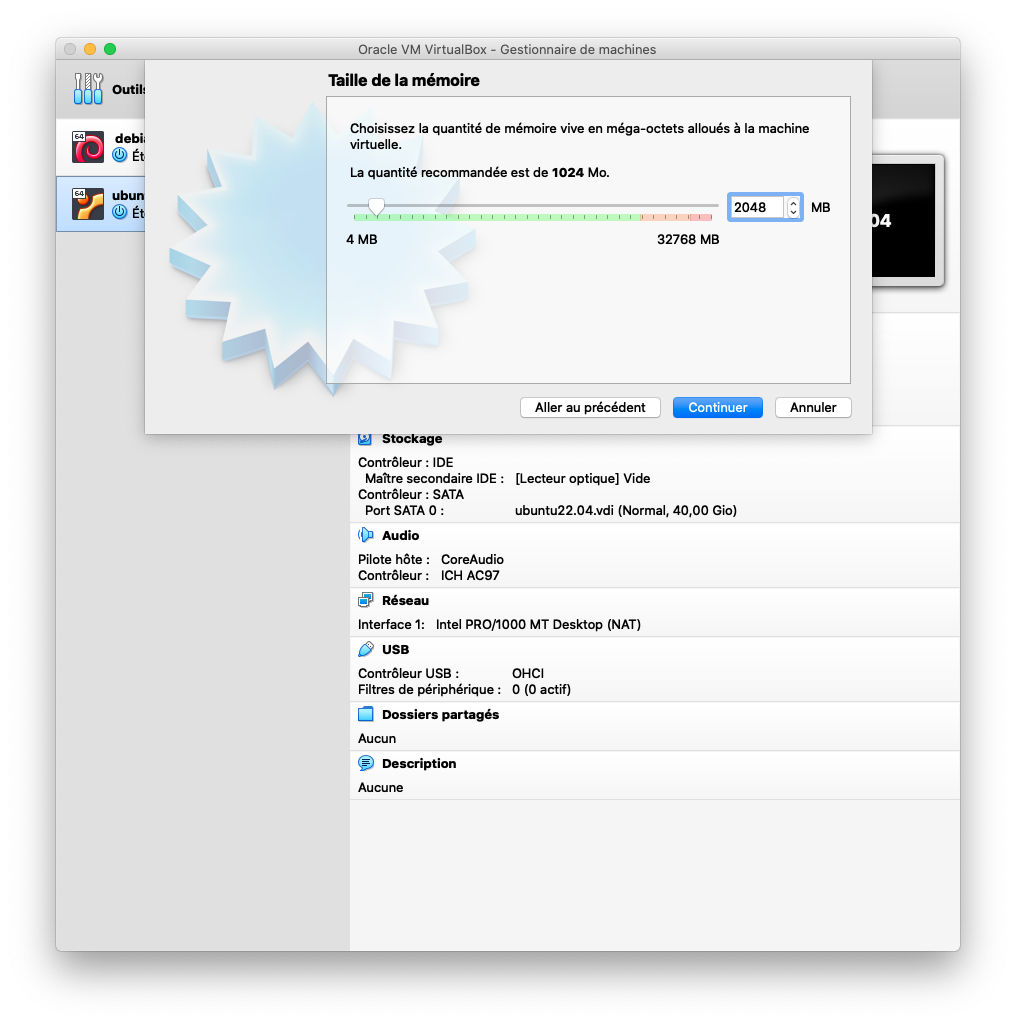 Oracle VM VirtualBox - Gestionnaire de machines
Taille de la mémoire
Outils
Choisissez la quantité de mémoire vive en méga-octets alloués à la machine
virtuelle.
La quantité recommandée est de 1024 Mo.
64
debi
Ét
64
ubun
Ét
2048 MB
4 MB 32768 MB
04
Aller au précédent Continuer Annuler
Stockage
Contrôleur : IDE
Maître secondaire IDE : [Lecteur optique] Vide
Contrôleur : SATA
Port SATA 0 : ubuntu22.04.vdi (Normal, 40,00 Gio)
Audio
Pilote hôte : CoreAudio
Contrôleur : ICH AC97
Réseau
Interface 1: Intel PRO/1000 MT Desktop (NAT)
USB
Contrôleur USB : OHCI
Filtres de périphérique : 0 (0 actif)
Dossiers partagés
Aucun
Description
Aucune